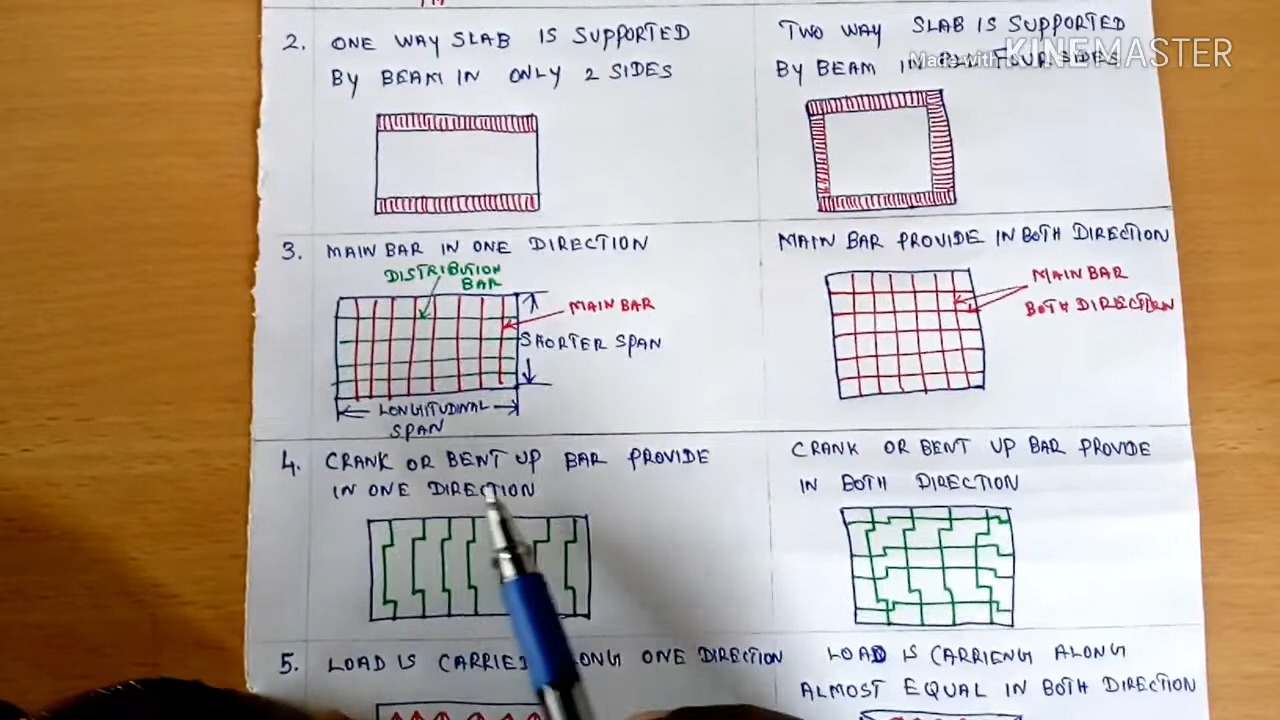 2. ONE WAY SLAB IS SUPPORTED
BY BEAM IN ONLY 2 SIDES
TWO WAY SLAB IS SUPPORTED
BY BEAM IN FOUR SIDES
Made with KINEMASTER
3. MAIN BAR IN ONE DIRECTION
DISTRIBUTION
BAR
MAIN BAR
SHORTER SPAN
LONGITUDINAL
SPAN
MAIN BAR PROVIDE IN BOTH DIRECTION
MAIN BAR
BOTH DIRECTION
4. CRANK OR BENT UP BAR PROVIDE
IN ONE DIRECTION
CRANK OR BENT UP BAR PROVIDE
IN BOTH DIRECTION
5. LOAD IS CARRIED ONE DIRECTION
LOAD IS CARRIENG ALONG
ALMOST EQUAL IN BOTH DIRECTION